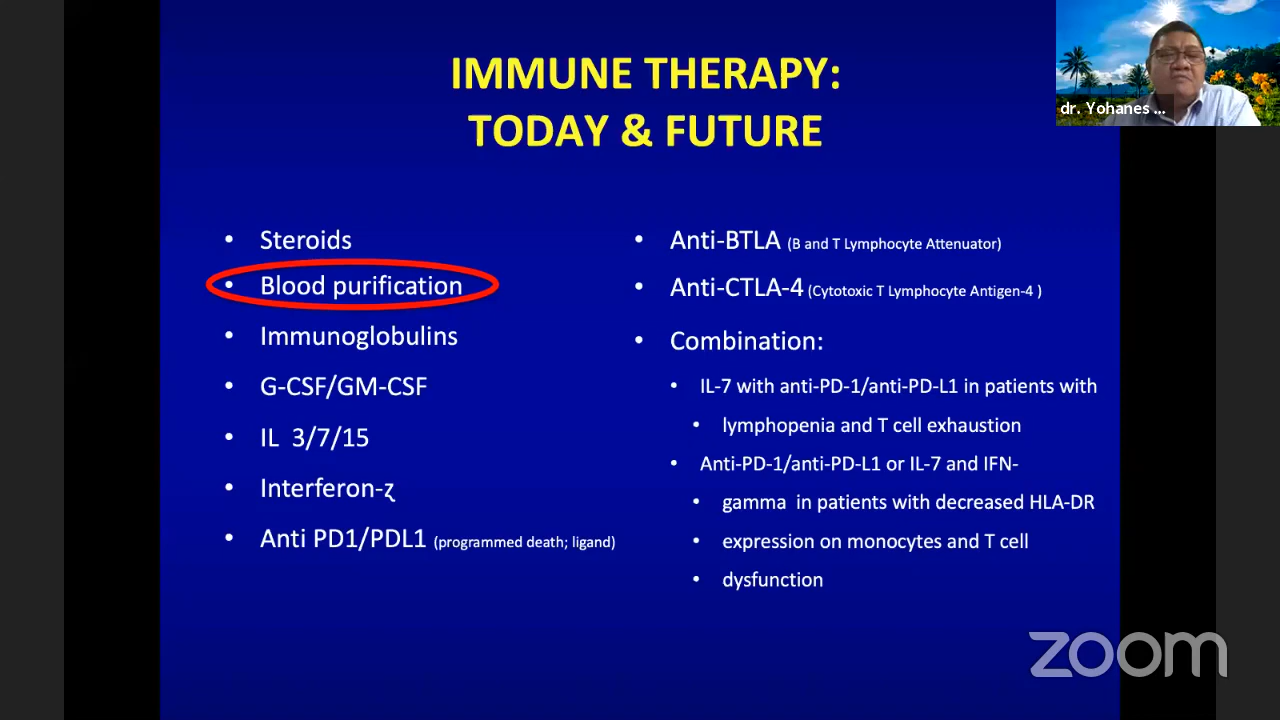 IMMUNE THERAPY:
TODAY & FUTURE
dr. Yohanes ...
• Steroids
• Blood purification
• Immunoglobulins
• G-CSF/GM-CSF
• IL 3/7/15
• Interferon-ɀ
• Anti PD1/PDL1 (programmed death; ligand)
• Anti-BTLA (B and T Lymphocyte Attenuator)
• Anti-CTLA-4 (Cytotoxic T Lymphocyte Antigen-4 )
• Combination:
• IL-7 with anti-PD-1/anti-PD-L1 in patients with
• lymphopenia and T cell exhaustion
• Anti-PD-1/anti-PD-L1 or IL-7 and IFN-
• gamma in patients with decreased HLA-DR
• expression on monocytes and T cell
• dysfunction
zoom